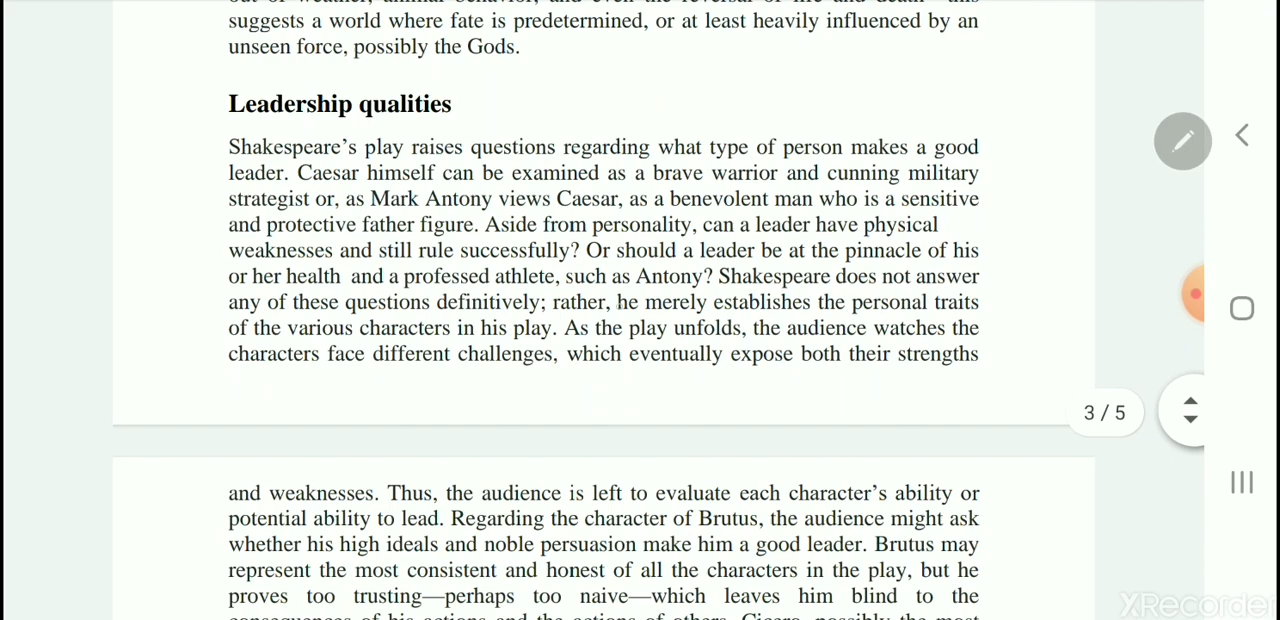 suggests a world where fate is predetermined, or at least heavily influenced by an
unseen force, possibly the Gods.
Leadership qualities
Shakespeare's play raises questions regarding what type of person makes a good
leader. Caesar himself can be examined as a brave warrior and cunning military
strategist or, as Mark Antony views Caesar, as a benevolent man who is a sensitive
and protective father figure. Aside from personality, can a leader have physical
weaknesses and still rule successfully? Or should a leader be at the pinnacle of his
or her health and a professed athlete, such as Antony? Shakespeare does not answer
any of these questions definitively; rather, he merely establishes the personal traits
of the various characters in his play. As the play unfolds, the audience watches the
characters face different challenges, which eventually expose both their strengths
3 / 5
and weaknesses. Thus, the audience is left to evaluate each character's ability or
potential ability to lead. Regarding the character of Brutus, the audience might ask
whether his high ideals and noble persuasion make him a good leader. Brutus may
represent the most consistent and honest of all the characters in the play, but he
proves too trusting—perhaps too naive—which leaves him blind to the
XRecorder